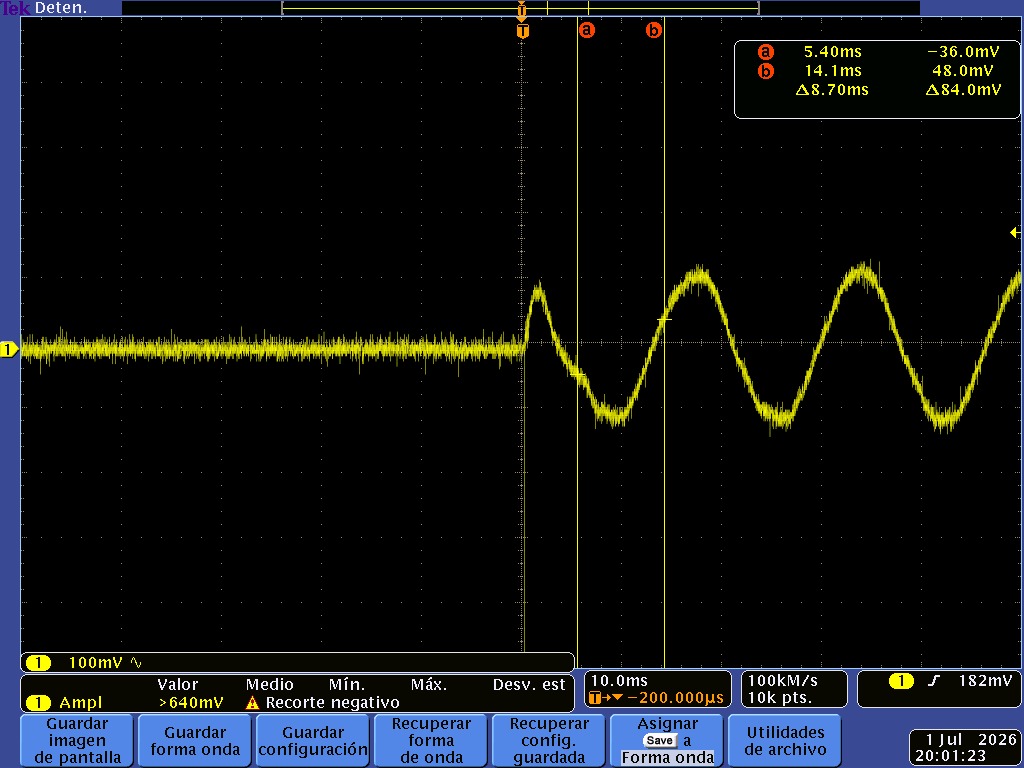 Tek Deten.
T
T a b
a 5.40ms −36.0mV
b 14.1ms 48.0mV
Δ8.70ms Δ84.0mV
1
1 100mV ∿
Valor Medio Mín. Máx. Desv. est
1 Ampl >640mV Recorte negativo
10.0ms
T→▼−200.000µs
100kM/s
10k pts.
1 182mV
Guardar
imagen
de pantalla
Guardar
forma onda
Guardar
configuración
Recuperar
forma
de onda
Recuperar
config.
guardada
Asignar
Save a
Forma onda
Utilidades
de archivo
1 Jul 2026
20:01:23